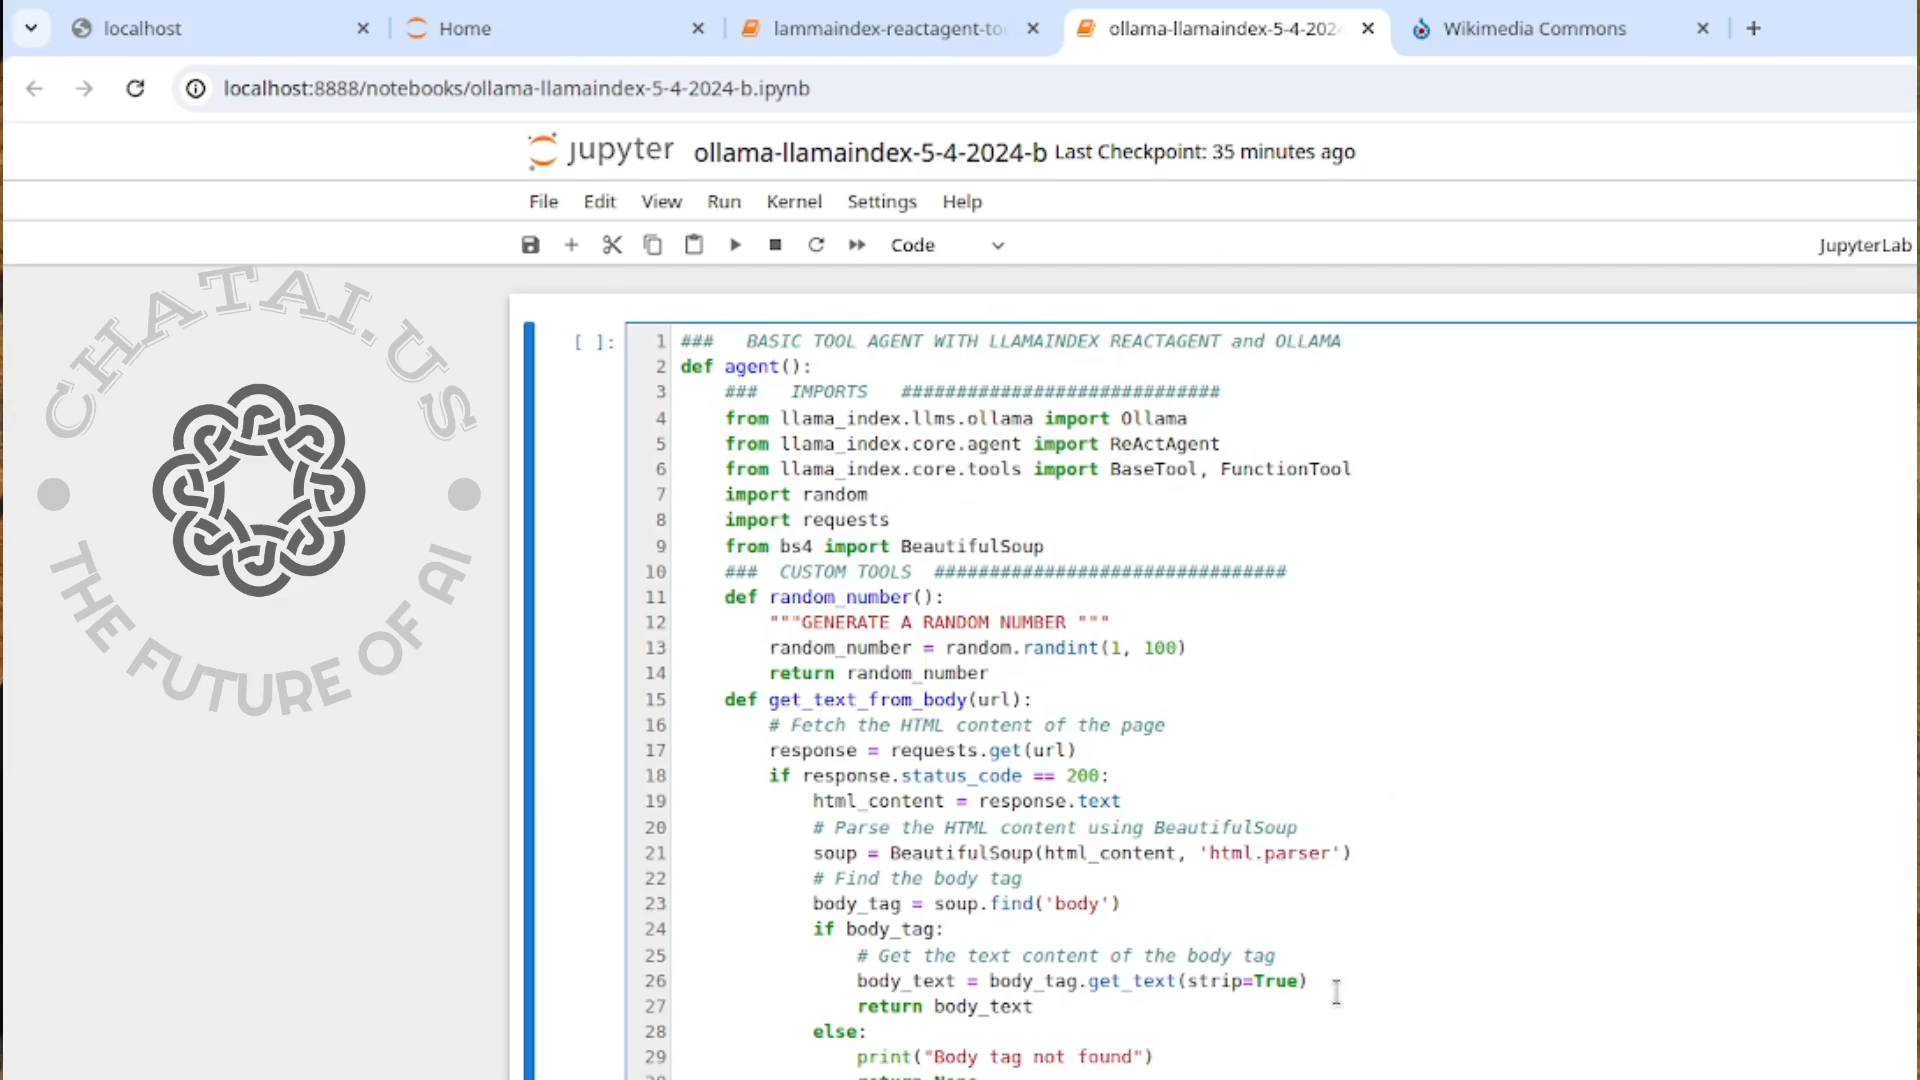 localhost
Home
lammaindex-reactagent-to
ollama-llamaindex-5-4-202
Wikimedia Commons
localhost:8888/notebooks/ollama-llamaindex-5-4-2024-b.ipynb
jupyter ollama-llamaindex-5-4-2024-b Last Checkpoint: 35 minutes ago
File Edit View Run Kernel Settings Help
Code
JupyterLab
CHATAI.US
THE FUTURE OF AI
[ ]:
1 ###   BASIC TOOL AGENT WITH LLAMAINDEX REACTAGENT and OLLAMA
2 def agent():
3     ###   IMPORTS   #############################
4     from llama_index.llms.ollama import Ollama
5     from llama_index.core.agent import ReActAgent
6     from llama_index.core.tools import BaseTool, FunctionTool
7     import random
8     import requests
9     from bs4 import BeautifulSoup
10     ###  CUSTOM TOOLS  ################################
11     def random_number():
12         """GENERATE A RANDOM NUMBER """
13         random_number = random.randint(1, 100)
14         return random_number
15     def get_text_from_body(url):
16         # Fetch the HTML content of the page
17         response = requests.get(url)
18         if response.status_code == 200:
19             html_content = response.text
20             # Parse the HTML content using BeautifulSoup
21             soup = BeautifulSoup(html_content, 'html.parser')
22             # Find the body tag
23             body_tag = soup.find('body')
24             if body_tag:
25                 # Get the text content of the body tag
26                 body_text = body_tag.get_text(strip=True)
27                 return body_text
28             else:
29                 print("Body tag not found")